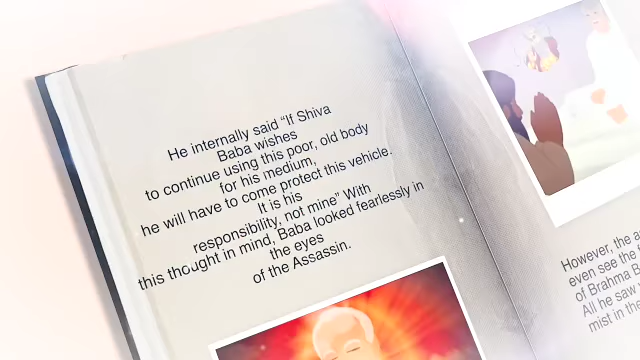 He internally said “If Shiva
Baba wishes
to continue using this poor, old body
for his medium,
he will have to come protect this vehicle.
It is his
responsibility, not mine” With
this thought in mind, Baba looked fearlessly in
the eyes
of the Assassin.
However, the
even see the
of Brahma
All he saw
mist in the